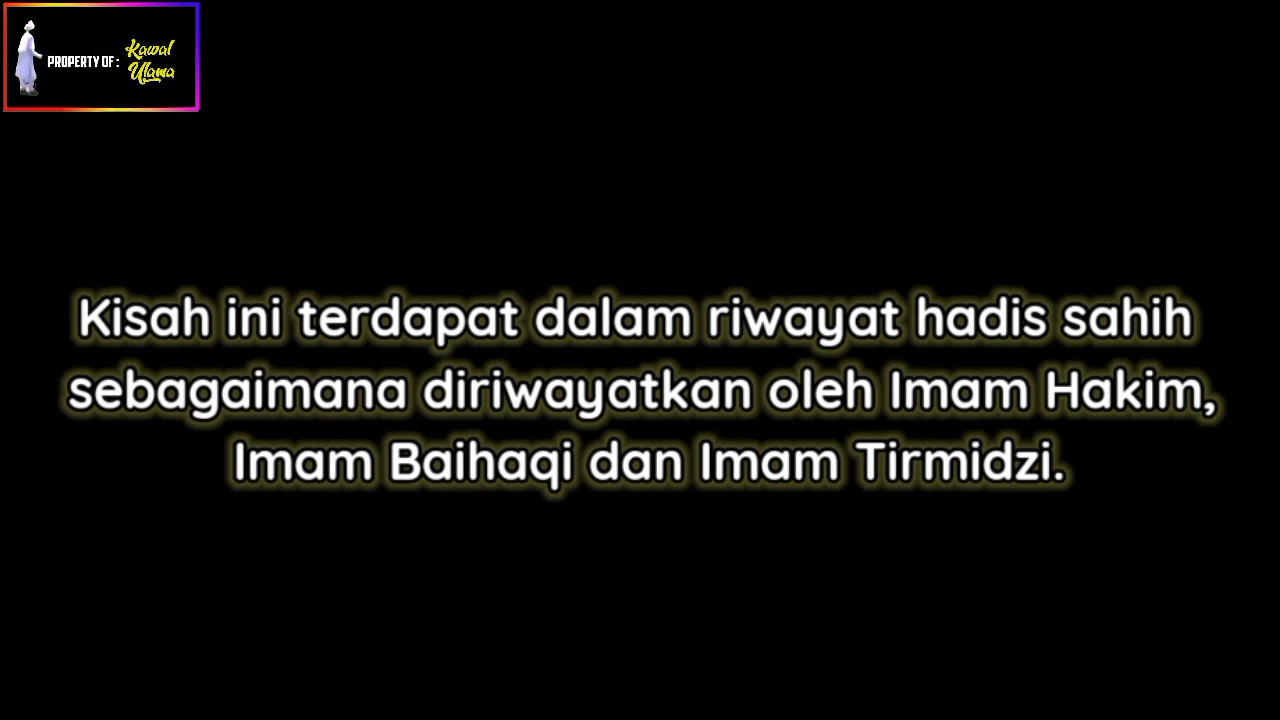 PROPERTY OF : Kawal
Ulama
Kisah ini terdapat dalam riwayat hadis sahih
sebagaimana diriwayatkan oleh Imam Hakim,
Imam Baihaqi dan Imam Tirmidzi.